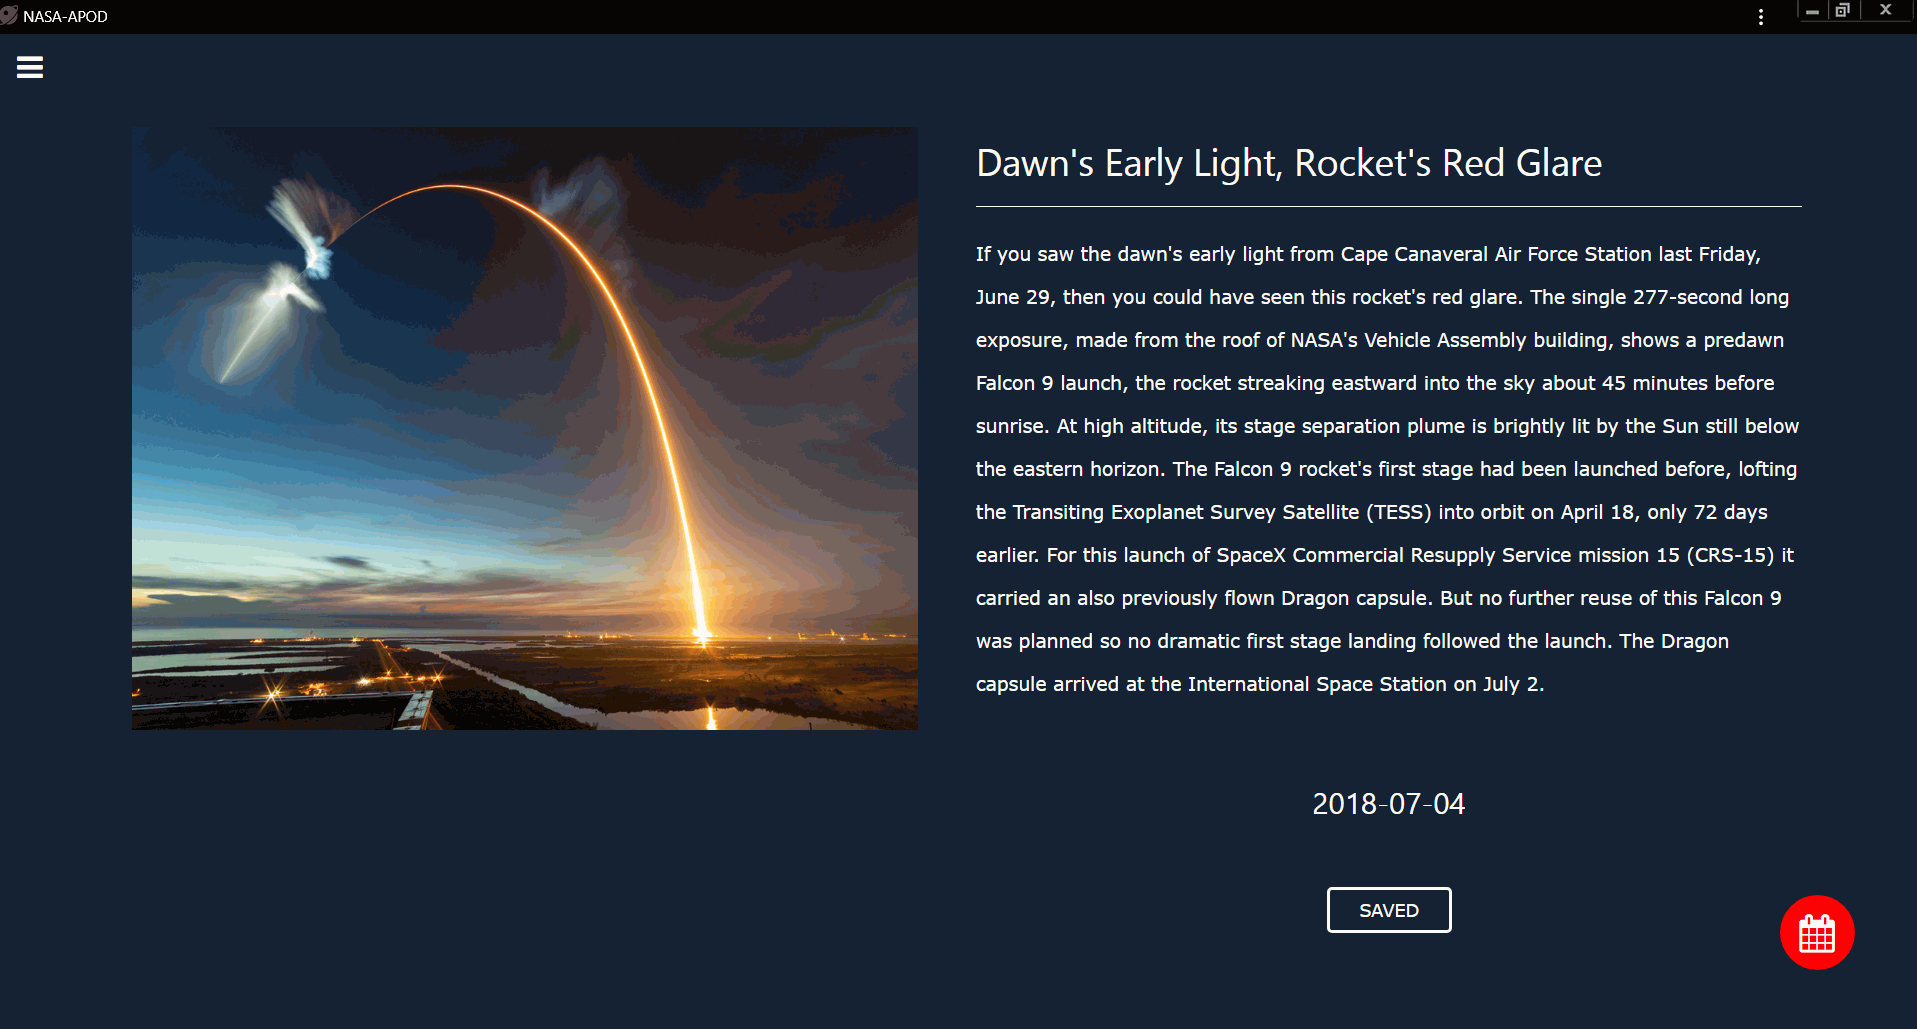 NASA-APOD
Dawn's Early Light, Rocket's Red Glare
If you saw the dawn's early light from Cape Canaveral Air Force Station last Friday,
June 29, then you could have seen this rocket's red glare. The single 277-second long
exposure, made from the roof of NASA's Vehicle Assembly building, shows a predawn
Falcon 9 launch, the rocket streaking eastward into the sky about 45 minutes before
sunrise. At high altitude, its stage separation plume is brightly lit by the Sun still below
the eastern horizon. The Falcon 9 rocket's first stage had been launched before, lofting
the Transiting Exoplanet Survey Satellite (TESS) into orbit on April 18, only 72 days
earlier. For this launch of SpaceX Commercial Resupply Service mission 15 (CRS-15) it
carried an also previously flown Dragon capsule. But no further reuse of this Falcon 9
was planned so no dramatic first stage landing followed the launch. The Dragon
capsule arrived at the International Space Station on July 2.
2018-07-04
SAVED